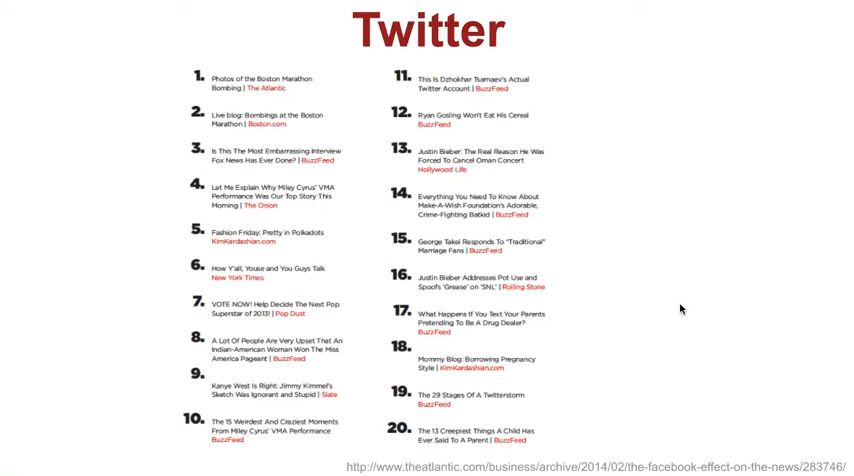 Twitter
1. Photos of the Boston Marathon
Bombing | The Atlantic
2. Live blog: Bombings at the Boston
Marathon | Boston.com
3. Is This The Most Embarrassing Interview
Fox News Has Ever Done? | BuzzFeed
4. Let Me Explain Why Miley Cyrus' VMA
Performance Was Our Top Story This
Morning | The Onion
5. Fashion Friday: Pretty in Polkadots
KimKardashian.com
6. How Y'all, Youse and You Guys Talk
New York Times
7. VOTE NOW! Help Decide The Next Pop
Superstar of 2013! | Pop Dust
8. A Lot Of People Are Very Upset That An
Indian-American Woman Won The Miss
America Pageant | BuzzFeed
9. Kanye West Is Right: Jimmy Kimmel's
Sketch Was Ignorant and Stupid | Slate
10. The 15 Weirdest And Craziest Moments
From Miley Cyrus' VMA Performance
BuzzFeed
11. This Is Dzhokhar Tsarnaev's Actual
Twitter Account | BuzzFeed
12. Ryan Gosling Won't Eat His Cereal
BuzzFeed
13. Justin Bieber: The Real Reason He Was
Forced To Cancel Oman Concert
Hollywood Life
14. Everything You Need To Know About
Make-A-Wish Foundation's Adorable,
Crime-Fighting Batkid | BuzzFeed
15. George Takei Responds To "Traditional"
Marriage Fans | BuzzFeed
16. Justin Bieber Addresses Pot Use and
Spoofs 'Grease' on 'SNL' | Rolling Stone
17. What Happens If You Text Your Parents
Pretending To Be A Drug Dealer?
BuzzFeed
18. Mommy Blog: Borrowing Pregnancy
Style | KimKardashian.com
19. The 29 Stages Of A Twitterstorm
BuzzFeed
20. The 13 Creepiest Things A Child Has
Ever Said To A Parent | BuzzFeed
http://www.theatlantic.com/business/archive/2014/02/the-facebook-effect-on-the-news/283746/